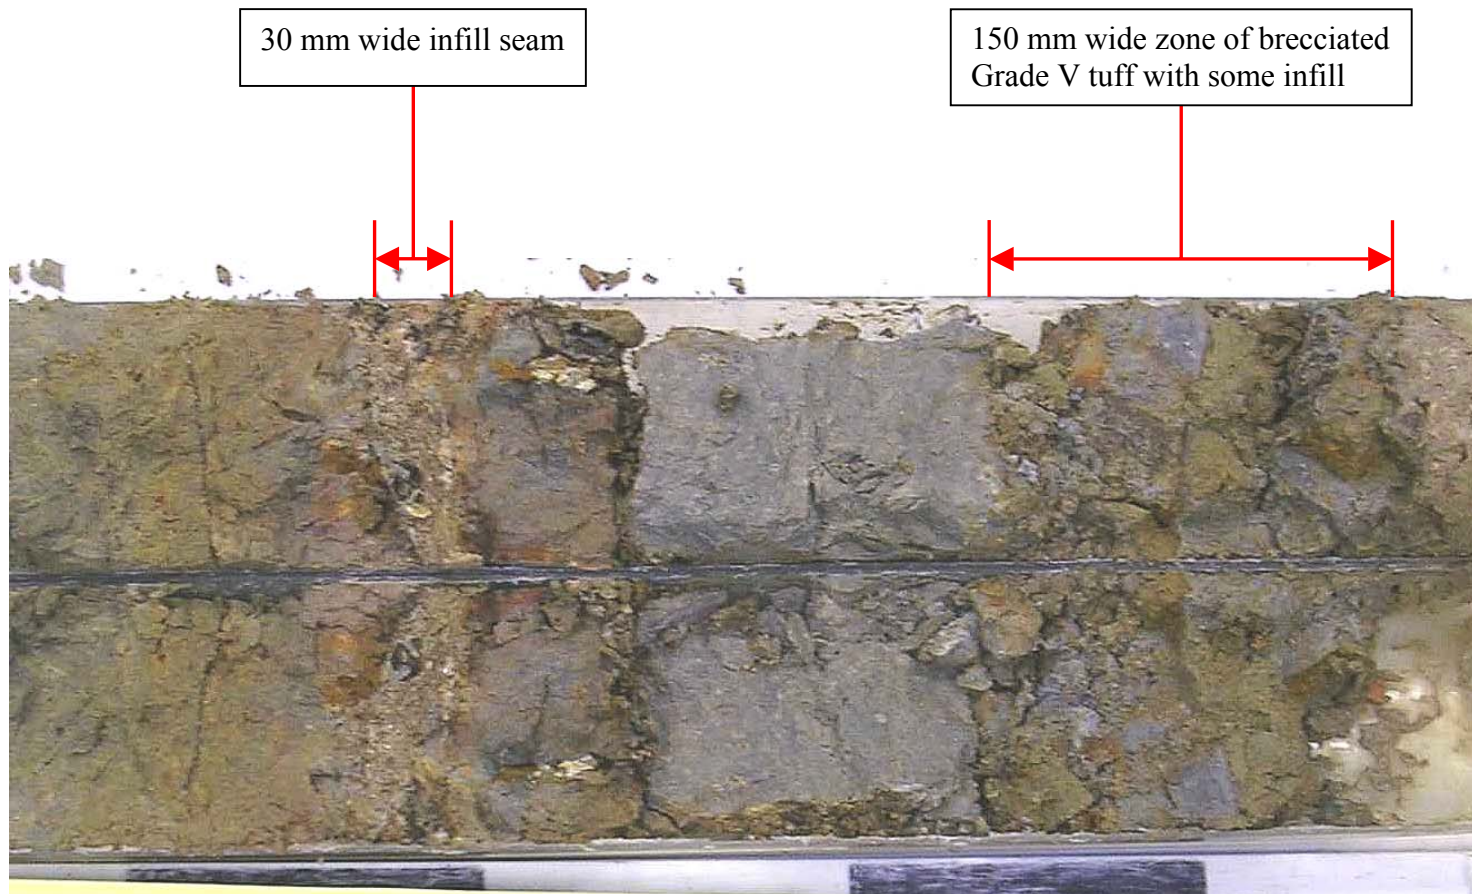 30 mm wide infill seam
150 mm wide zone of brecciated
Grade V tuff with some infill